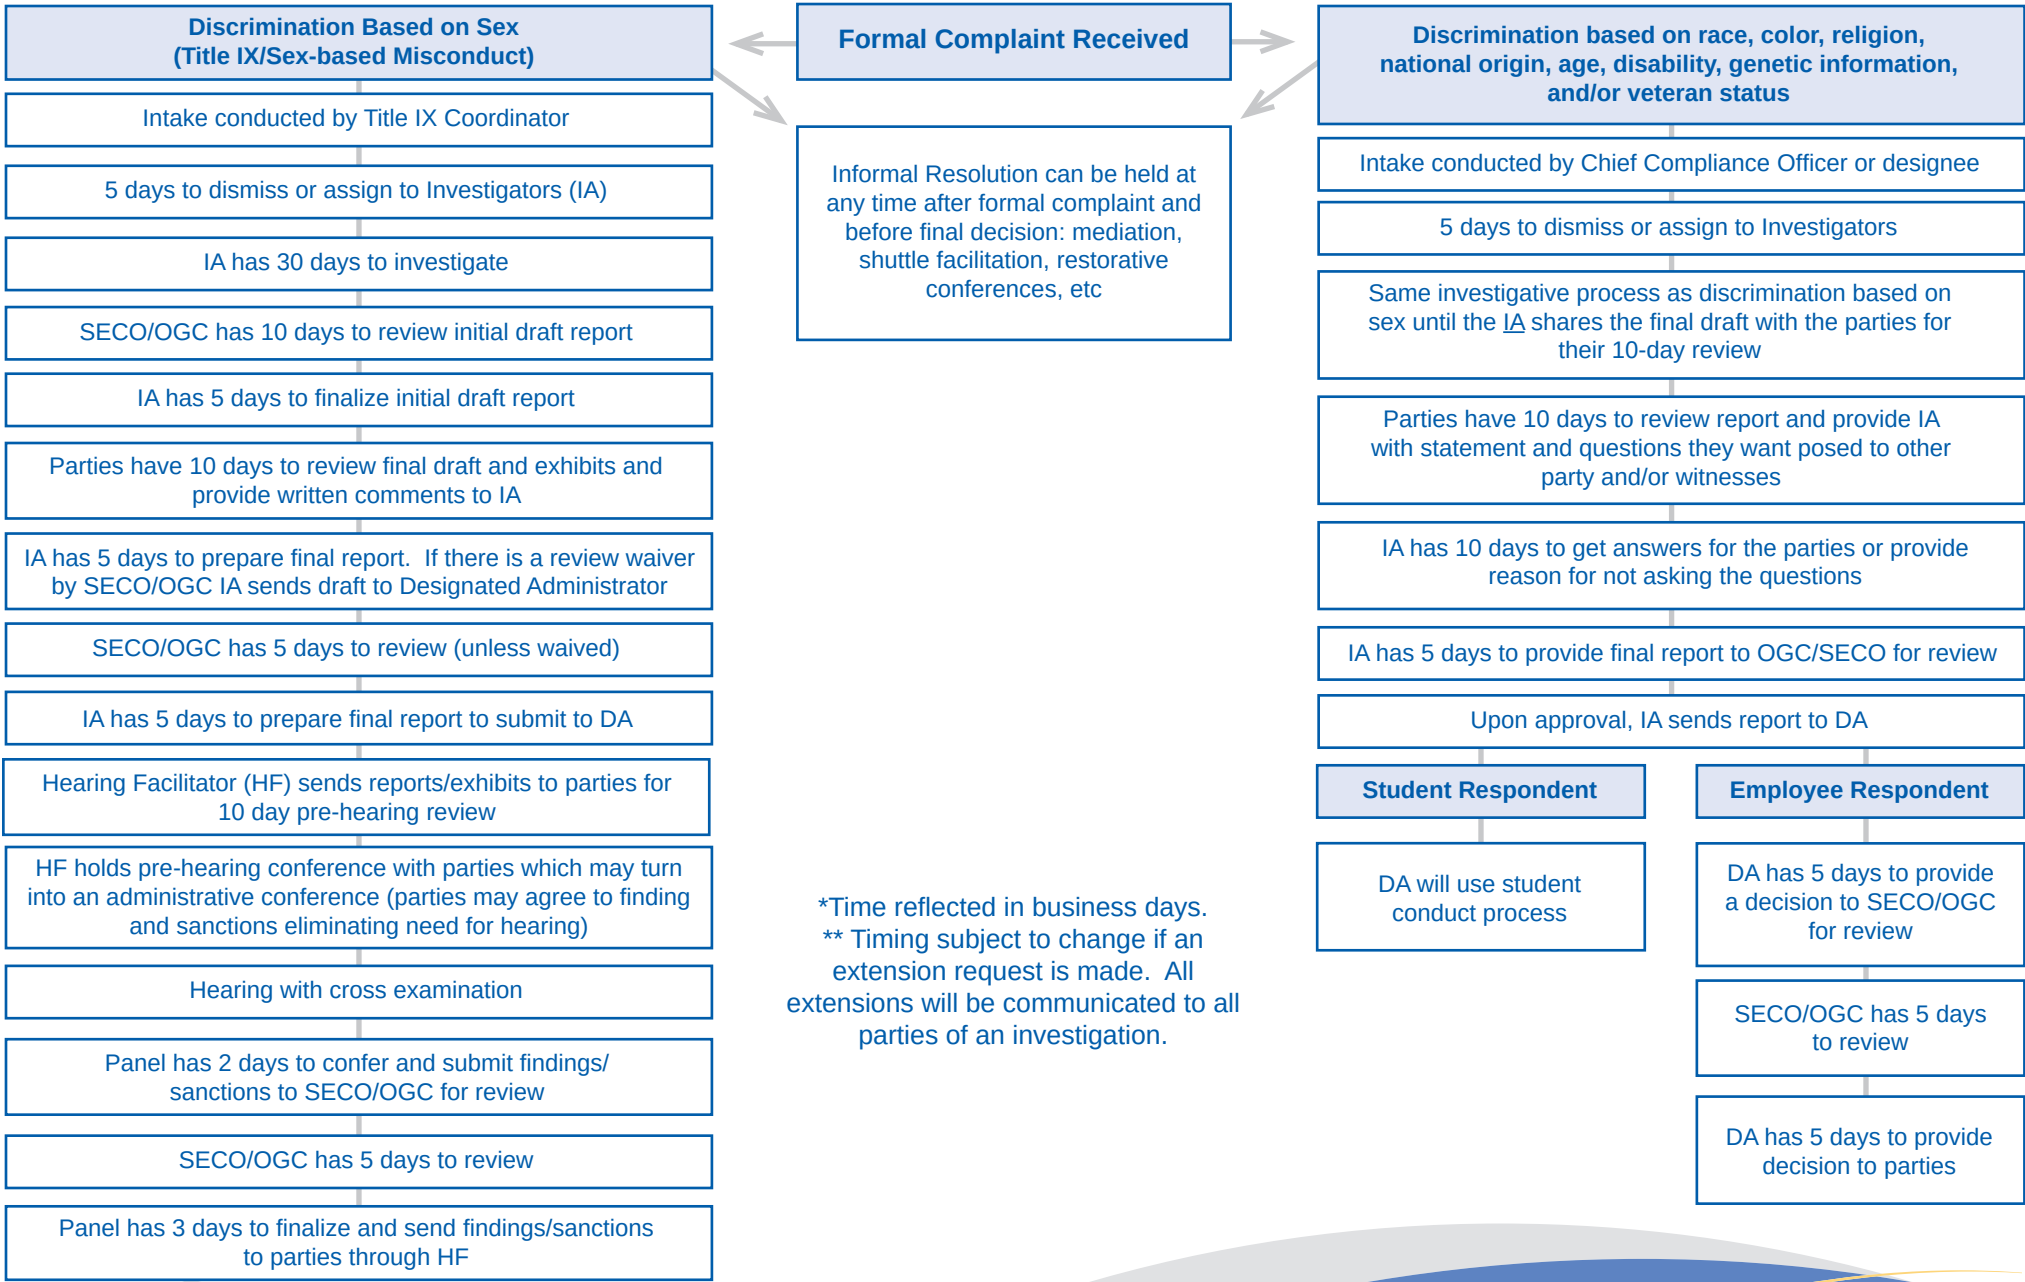 Discrimination Based on Sex
(Title IX/Sex-based Misconduct)
Intake conducted by Title IX Coordinator
5 days to dismiss or assign to Investigators (IA)
IA has 30 days to investigate
SECO/OGC has 10 days to review initial draft report
IA has 5 days to finalize initial draft report
Parties have 10 days to review final draft and exhibits and
provide written comments to IA
IA has 5 days to prepare final report.  If there is a review waiver
by SECO/OGC IA sends draft to Designated Administrator
SECO/OGC has 5 days to review (unless waived)
IA has 5 days to prepare final report to submit to DA
Hearing Facilitator (HF) sends reports/exhibits to parties for
10 day pre-hearing review
HF holds pre-hearing conference with parties which may turn
into an administrative conference (parties may agree to finding
and sanctions eliminating need for hearing)
Hearing with cross examination
Panel has 2 days to confer and submit findings/
sanctions to SECO/OGC for review
SECO/OGC has 5 days to review
Panel has 3 days to finalize and send findings/sanctions
to parties through HF
Formal Complaint Received
Informal Resolution can be held at
any time after formal complaint and
before final decision: mediation,
shuttle facilitation, restorative
conferences, etc
*Time reflected in business days.
** Timing subject to change if an
extension request is made.  All
extensions will be communicated to all
parties of an investigation.
Discrimination based on race, color, religion,
national origin, age, disability, genetic information,
and/or veteran status
Intake conducted by Chief Compliance Officer or designee
5 days to dismiss or assign to Investigators
Same investigative process as discrimination based on
sex until the IA shares the final draft with the parties for
their 10-day review
Parties have 10 days to review report and provide IA
with statement and questions they want posed to other
party and/or witnesses
IA has 10 days to get answers for the parties or provide
reason for not asking the questions
IA has 5 days to provide final report to OGC/SECO for review
Upon approval, IA sends report to DA
Student Respondent
DA will use student
conduct process
Employee Respondent
DA has 5 days to provide
a decision to SECO/OGC
for review
SECO/OGC has 5 days
to review
DA has 5 days to provide
decision to parties